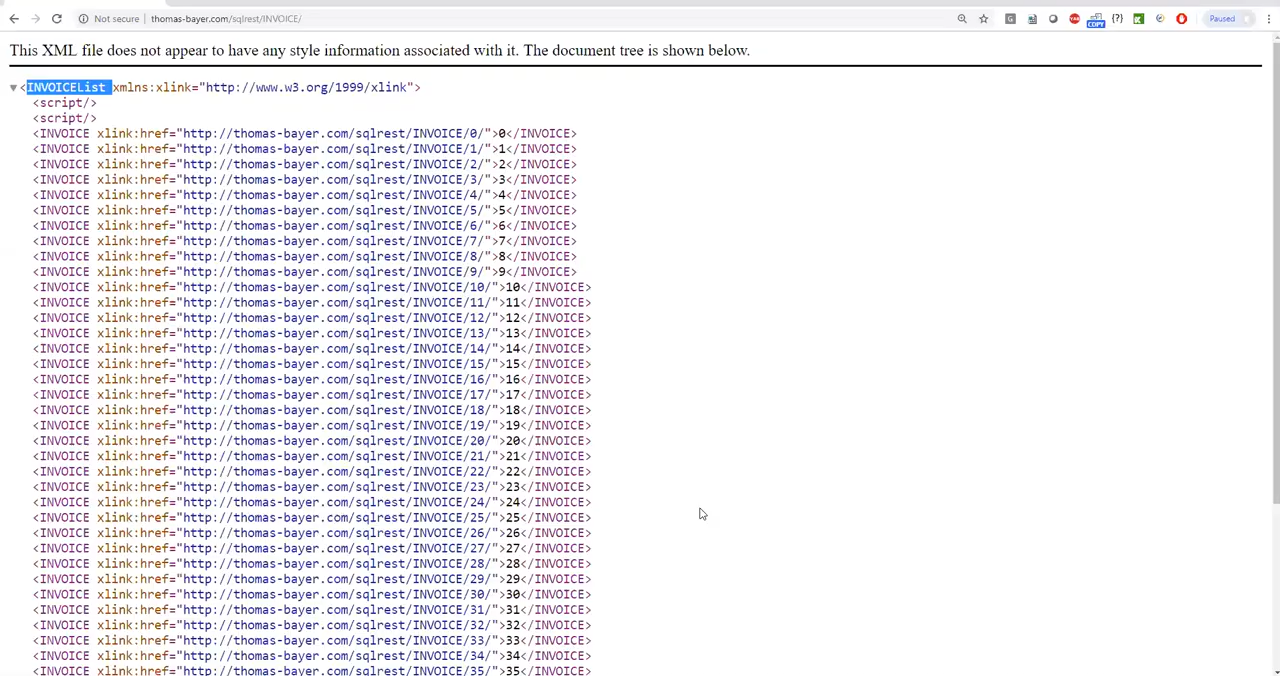 Not secure | thomas-bayer.com/sqlrest/INVOICE/ COPY {?} K Paused
This XML file does not appear to have any style information associated with it. The document tree is shown below.
▼<INVOICEList xmlns:xlink="http://www.w3.org/1999/xlink">
<script/>
<script/>
<INVOICE xlink:href="http://thomas-bayer.com/sqlrest/INVOICE/0/">0</INVOICE>
<INVOICE xlink:href="http://thomas-bayer.com/sqlrest/INVOICE/1/">1</INVOICE>
<INVOICE xlink:href="http://thomas-bayer.com/sqlrest/INVOICE/2/">2</INVOICE>
<INVOICE xlink:href="http://thomas-bayer.com/sqlrest/INVOICE/3/">3</INVOICE>
<INVOICE xlink:href="http://thomas-bayer.com/sqlrest/INVOICE/4/">4</INVOICE>
<INVOICE xlink:href="http://thomas-bayer.com/sqlrest/INVOICE/5/">5</INVOICE>
<INVOICE xlink:href="http://thomas-bayer.com/sqlrest/INVOICE/6/">6</INVOICE>
<INVOICE xlink:href="http://thomas-bayer.com/sqlrest/INVOICE/7/">7</INVOICE>
<INVOICE xlink:href="http://thomas-bayer.com/sqlrest/INVOICE/8/">8</INVOICE>
<INVOICE xlink:href="http://thomas-bayer.com/sqlrest/INVOICE/9/">9</INVOICE>
<INVOICE xlink:href="http://thomas-bayer.com/sqlrest/INVOICE/10/">10</INVOICE>
<INVOICE xlink:href="http://thomas-bayer.com/sqlrest/INVOICE/11/">11</INVOICE>
<INVOICE xlink:href="http://thomas-bayer.com/sqlrest/INVOICE/12/">12</INVOICE>
<INVOICE xlink:href="http://thomas-bayer.com/sqlrest/INVOICE/13/">13</INVOICE>
<INVOICE xlink:href="http://thomas-bayer.com/sqlrest/INVOICE/14/">14</INVOICE>
<INVOICE xlink:href="http://thomas-bayer.com/sqlrest/INVOICE/15/">15</INVOICE>
<INVOICE xlink:href="http://thomas-bayer.com/sqlrest/INVOICE/16/">16</INVOICE>
<INVOICE xlink:href="http://thomas-bayer.com/sqlrest/INVOICE/17/">17</INVOICE>
<INVOICE xlink:href="http://thomas-bayer.com/sqlrest/INVOICE/18/">18</INVOICE>
<INVOICE xlink:href="http://thomas-bayer.com/sqlrest/INVOICE/19/">19</INVOICE>
<INVOICE xlink:href="http://thomas-bayer.com/sqlrest/INVOICE/20/">20</INVOICE>
<INVOICE xlink:href="http://thomas-bayer.com/sqlrest/INVOICE/21/">21</INVOICE>
<INVOICE xlink:href="http://thomas-bayer.com/sqlrest/INVOICE/22/">22</INVOICE>
<INVOICE xlink:href="http://thomas-bayer.com/sqlrest/INVOICE/23/">23</INVOICE>
<INVOICE xlink:href="http://thomas-bayer.com/sqlrest/INVOICE/24/">24</INVOICE>
<INVOICE xlink:href="http://thomas-bayer.com/sqlrest/INVOICE/25/">25</INVOICE>
<INVOICE xlink:href="http://thomas-bayer.com/sqlrest/INVOICE/26/">26</INVOICE>
<INVOICE xlink:href="http://thomas-bayer.com/sqlrest/INVOICE/27/">27</INVOICE>
<INVOICE xlink:href="http://thomas-bayer.com/sqlrest/INVOICE/28/">28</INVOICE>
<INVOICE xlink:href="http://thomas-bayer.com/sqlrest/INVOICE/29/">29</INVOICE>
<INVOICE xlink:href="http://thomas-bayer.com/sqlrest/INVOICE/30/">30</INVOICE>
<INVOICE xlink:href="http://thomas-bayer.com/sqlrest/INVOICE/31/">31</INVOICE>
<INVOICE xlink:href="http://thomas-bayer.com/sqlrest/INVOICE/32/">32</INVOICE>
<INVOICE xlink:href="http://thomas-bayer.com/sqlrest/INVOICE/33/">33</INVOICE>
<INVOICE xlink:href="http://thomas-bayer.com/sqlrest/INVOICE/34/">34</INVOICE>
<INVOICE xlink:href="http://thomas-bayer.com/sqlrest/INVOICE/35/">35</INVOICE>